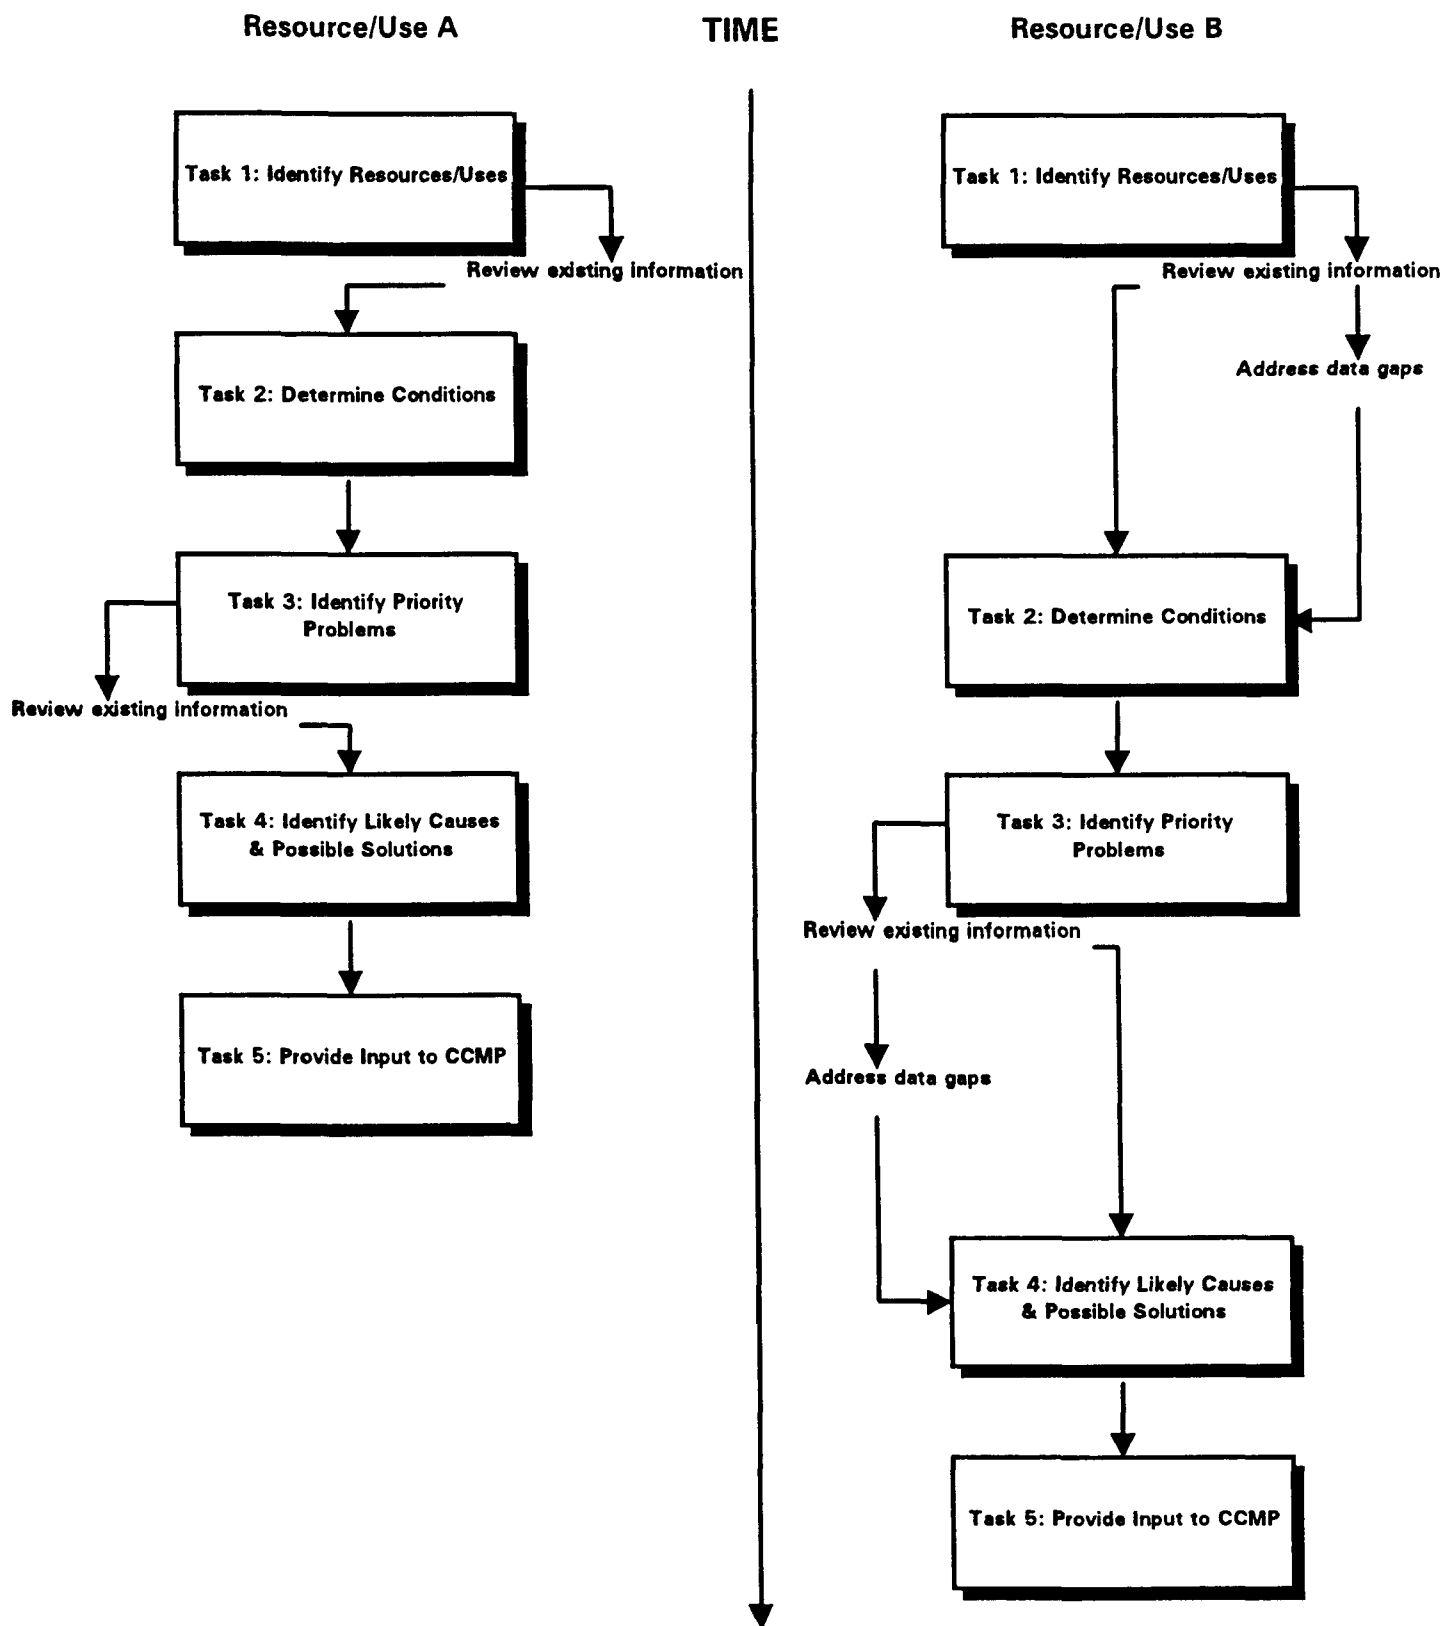 Resource/Use A
TIME
Resource/Use B
Task 1: Identify Resources/Uses
Review existing information
Task 2: Determine Conditions
Task 3: Identify Priority
Problems
Review existing information
Task 4: Identify Likely Causes
& Possible Solutions
Task 5: Provide Input to CCMP
Task 1: Identify Resources/Uses
Review existing information
Address data gaps
Task 2: Determine Conditions
Task 3: Identify Priority
Problems
Review existing information
Address data gaps
Task 4: Identify Likely Causes
& Possible Solutions
Task 5: Provide Input to CCMP